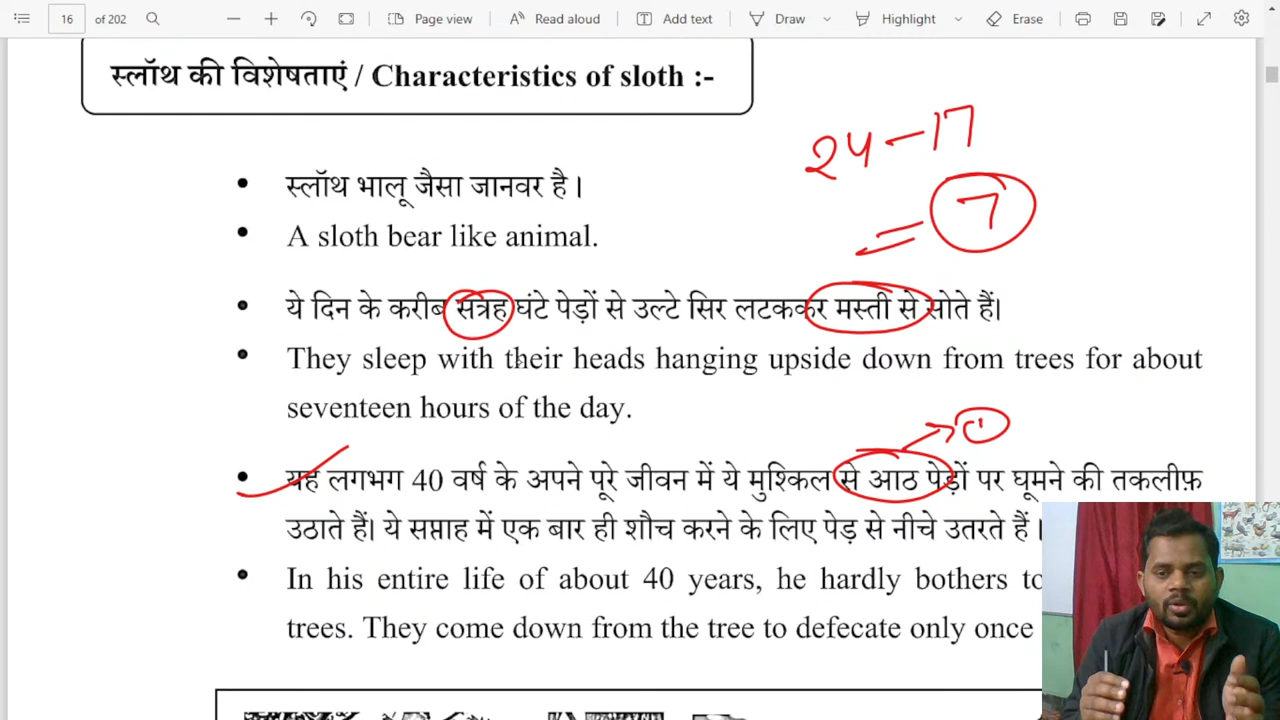 16 of 202 Page view Read aloud Add text Draw Highlight Erase
स्लॉथ की विशेषताएं / Characteristics of sloth :-
24-17
= 7
• स्लॉथ भालू जैसा जानवर है।
• A sloth bear like animal.
• ये दिन के करीब सत्रह घंटे पेड़ों से उल्टे सिर लटककर मस्ती से सोते हैं।
• They sleep with their heads hanging upside down from trees for about
seventeen hours of the day.
• यह लगभग 40 वर्ष के अपने पूरे जीवन में ये मुश्किल से आठ पेड़ों पर घूमने की तकलीफ़
उठाते हैं। ये सप्ताह में एक बार ही शौच करने के लिए पेड़ से नीचे उतरते हैं।
• In his entire life of about 40 years, he hardly bothers to
trees. They come down from the tree to defecate only once